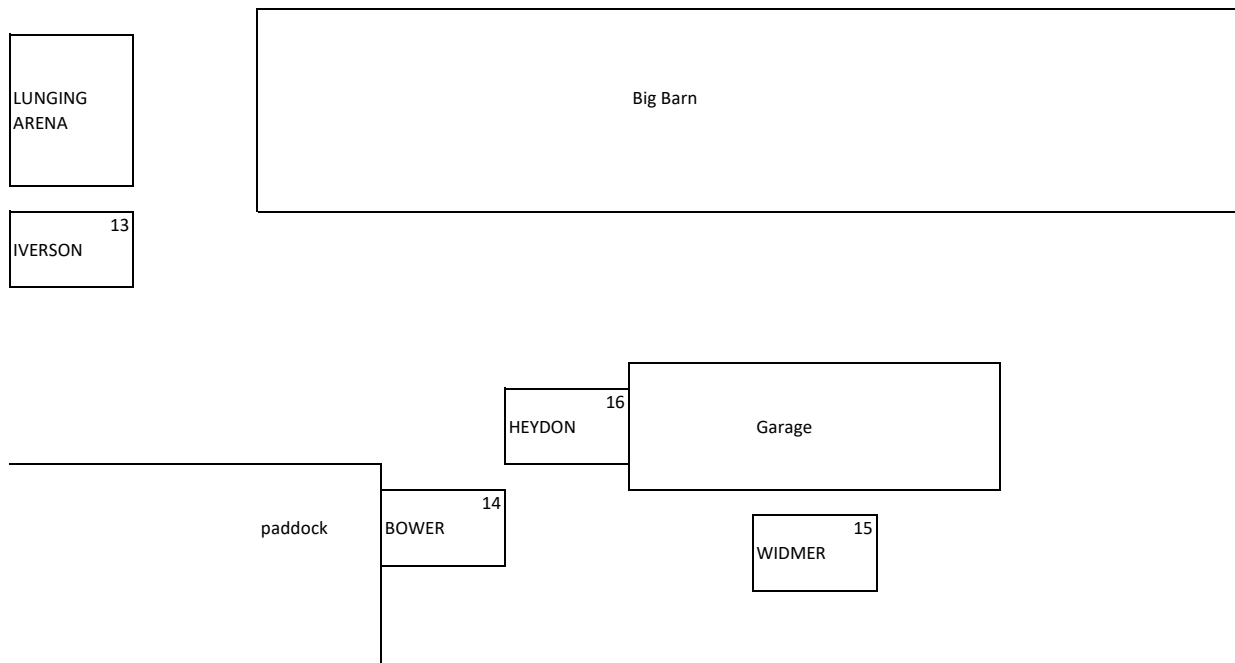 LUNGING
ARENA
Big Barn
13
IVERSON
16
HEYDON
Garage
14
paddock
BOWER
15
WIDMER